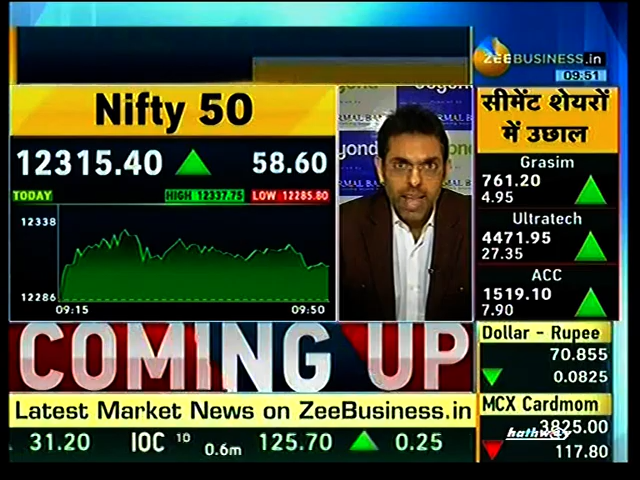 ZEEBUSINESS.in
09:51
Nifty 50
12315.40 58.60
TODAY HIGH 12337.75 LOW 12285.80
12338
12286
09:15 09:50
सीमेंट शेयरों
में उछाल
Grasim
761.20
4.95
Ultratech
4471.95
27.35
ACC
1519.10
7.90
COMING UP
Dollar - Rupee
70.855
0.0825
MCX Cardmom
3825.00
117.80
hathway
Latest Market News on ZeeBusiness.in
31.20 IOC 10 0.6m 125.70 0.25